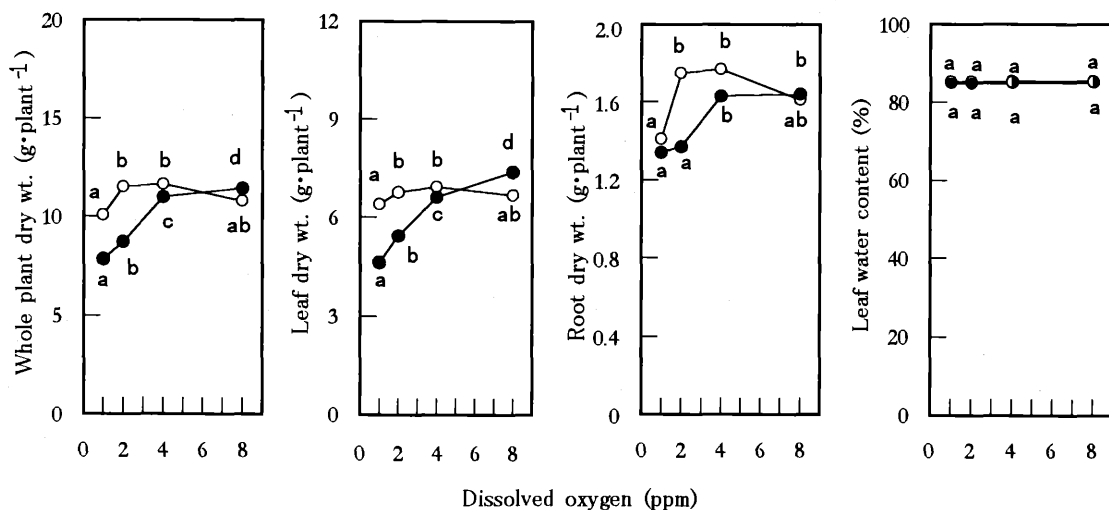 Whole plant dry wt. (g·plant⁻¹)
20
15
10
5
0
a
b
b
d
a
b
c
ab
0 2 4 6 8
Leaf dry wt. (g·plant⁻¹)
12
9
6
3
0
a
b
b
d
a
b
c
ab
0 2 4 6 8
Root dry wt. (g·plant⁻¹)
2.0
1.6
1.2
0.8
0.4
0
a
b
b
b
a
a
b
ab
0 2 4 6 8
Leaf water content (%)
100
80
60
40
20
0
a
a
a
a
a
a
a
a
0 2 4 6 8
Dissolved oxygen (ppm)